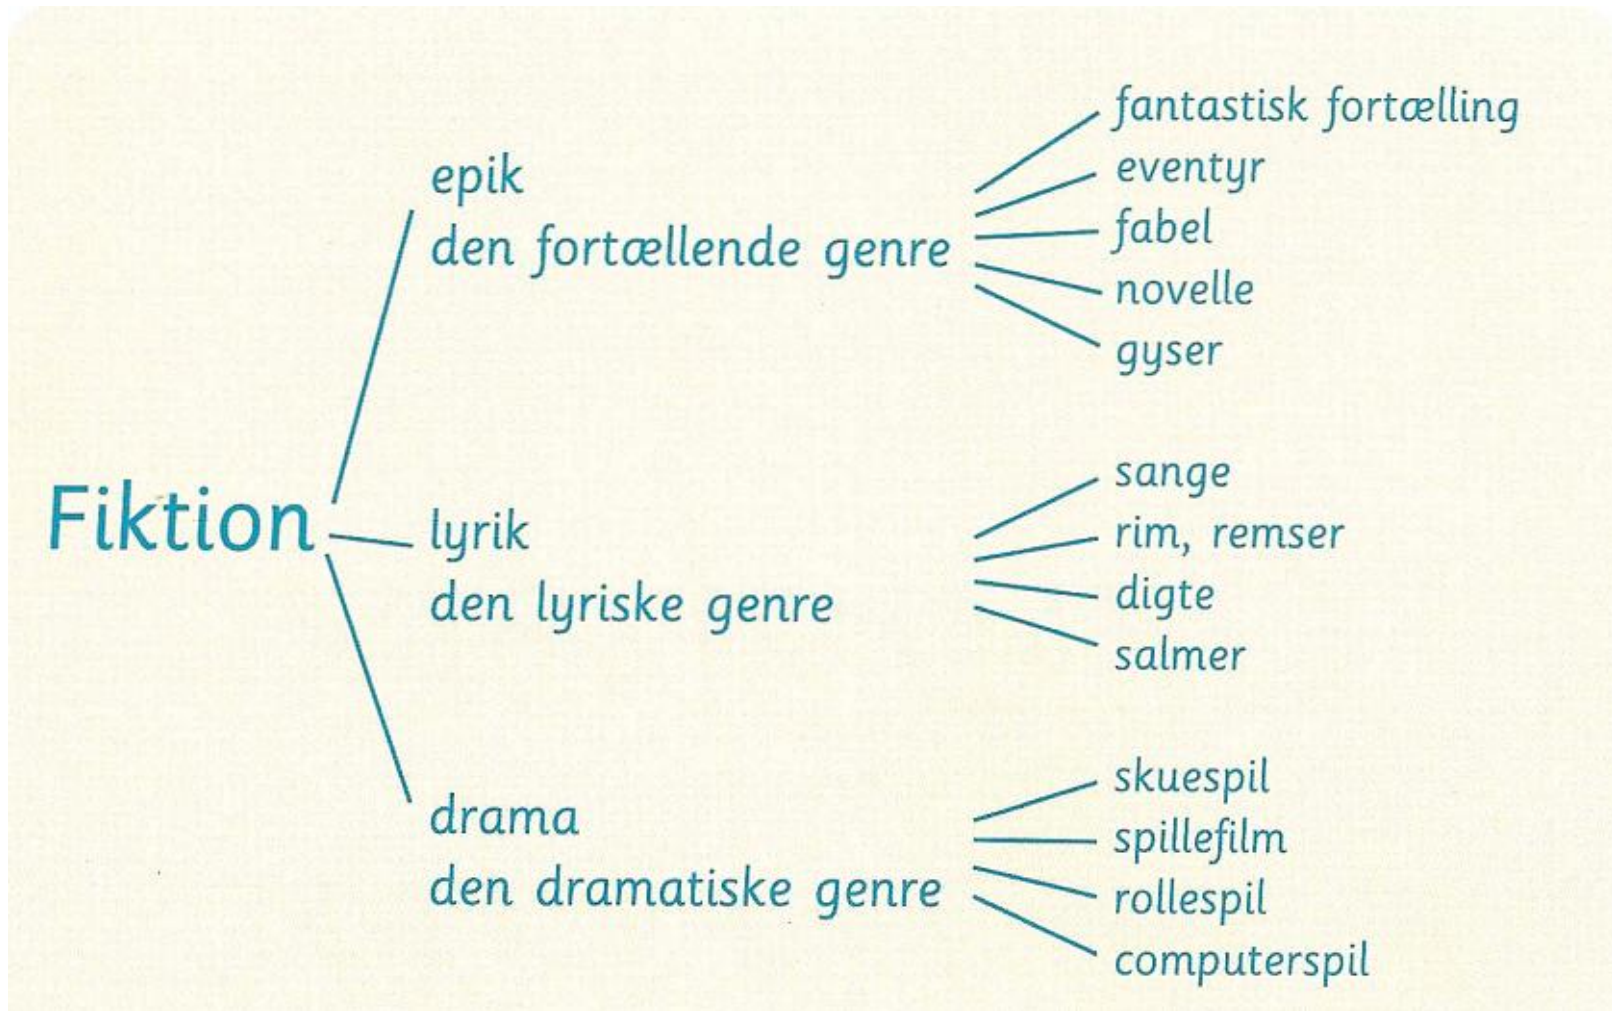 Fiktion
epik
den fortællende genre
fantastisk fortælling
eventyr
fabel
novelle
gyser
lyrik
den lyriske genre
sange
rim, remser
digte
salmer
drama
den dramatiske genre
skuespil
spillefilm
rollespil
computerspil